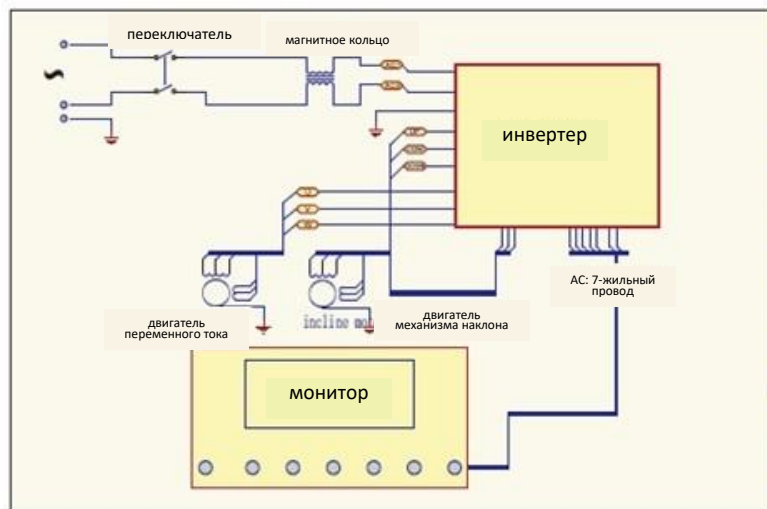 переключатель
магнитное кольцо
инвертер
AC: 7-жильный
провод
двигатель
переменного тока
incline mo
двигатель
механизма наклона
монитор